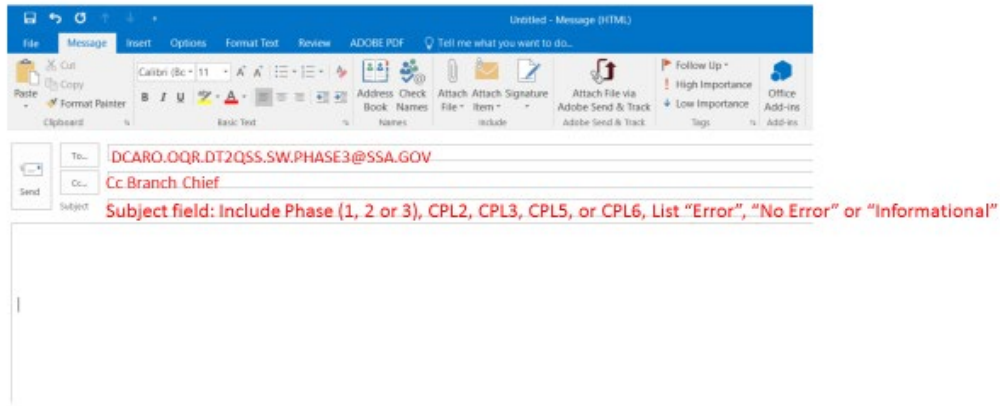 Untitled - Message (HTML)
File Message Insert Options Format Text Review ADOBE PDF Tell me what you want to do...
Paste Cut Copy Format Painter
Calibri (Bc 11
B I U
Address Book Check Names
Attach File Attach Item Signature
Attach File via Adobe Send & Track
Follow Up
High Importance
Low Importance
Office Add-ins
Clipboard Basic Text Names Include Adobe Send & Track Tags Add-ins
To... DCARO.OQR.DT2QSS.SW.PHASE3@SSA.GOV
Send
Cc... Cc Branch Chief
Subject Subject field: Include Phase (1, 2 or 3), CPL2, CPL3, CPL5, or CPL6, List “Error”, “No Error” or “Informational”